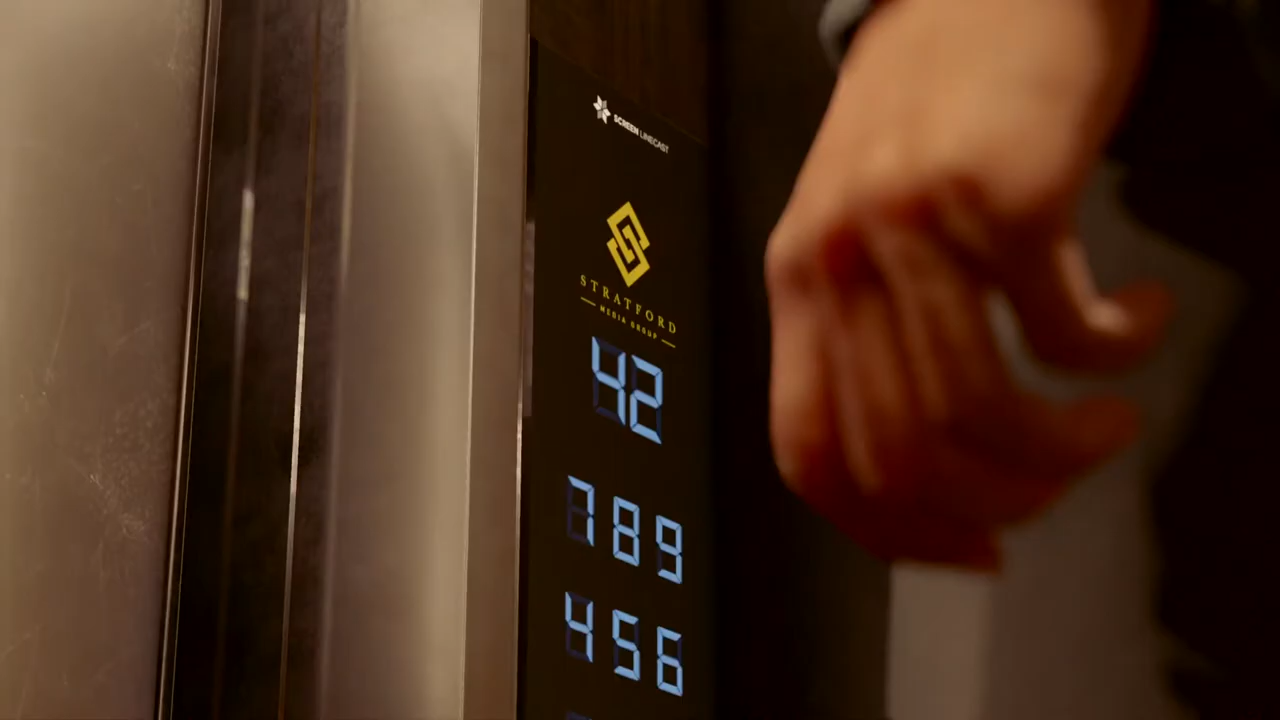 SCREEN LINECAST
STRATFORD
MEDIA GROUP
42
7 8 9
4 5 6